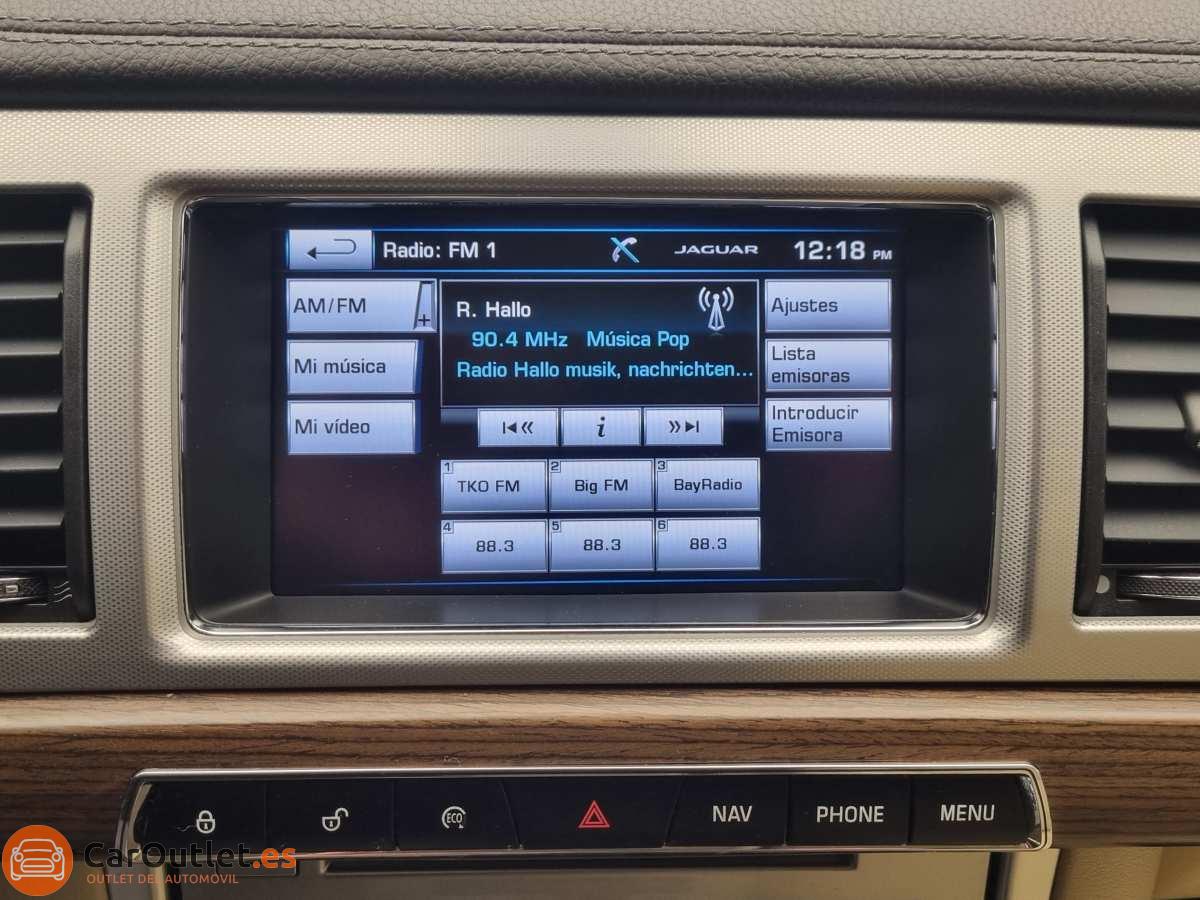 Radio: FM 1
JAGUAR
12:18 PM
AM/FM
+
Mi música
Mi vídeo
R. Hallo
90.4 MHz Música Pop
Radio Hallo musik, nachrichten...
Ajustes
Lista
emisoras
Introducir
Emisora
i
1 TKO FM
2 Big FM
3 BayRadio
4 88.3
5 88.3
6 88.3
ECO
NAV
PHONE
MENU
CarOutlet.es
OUTLET DEL AUTOMÓVIL